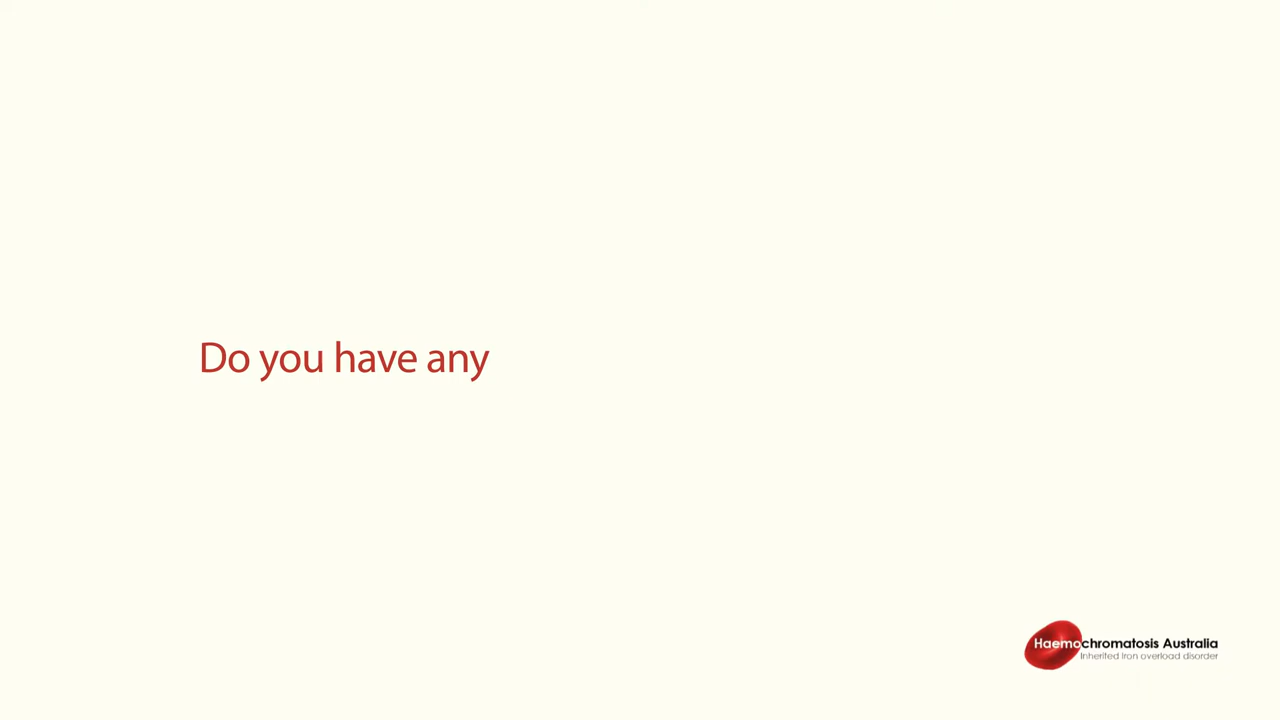 Do you have any
Haemochromatosis Australia
Inherited Iron overload disorder